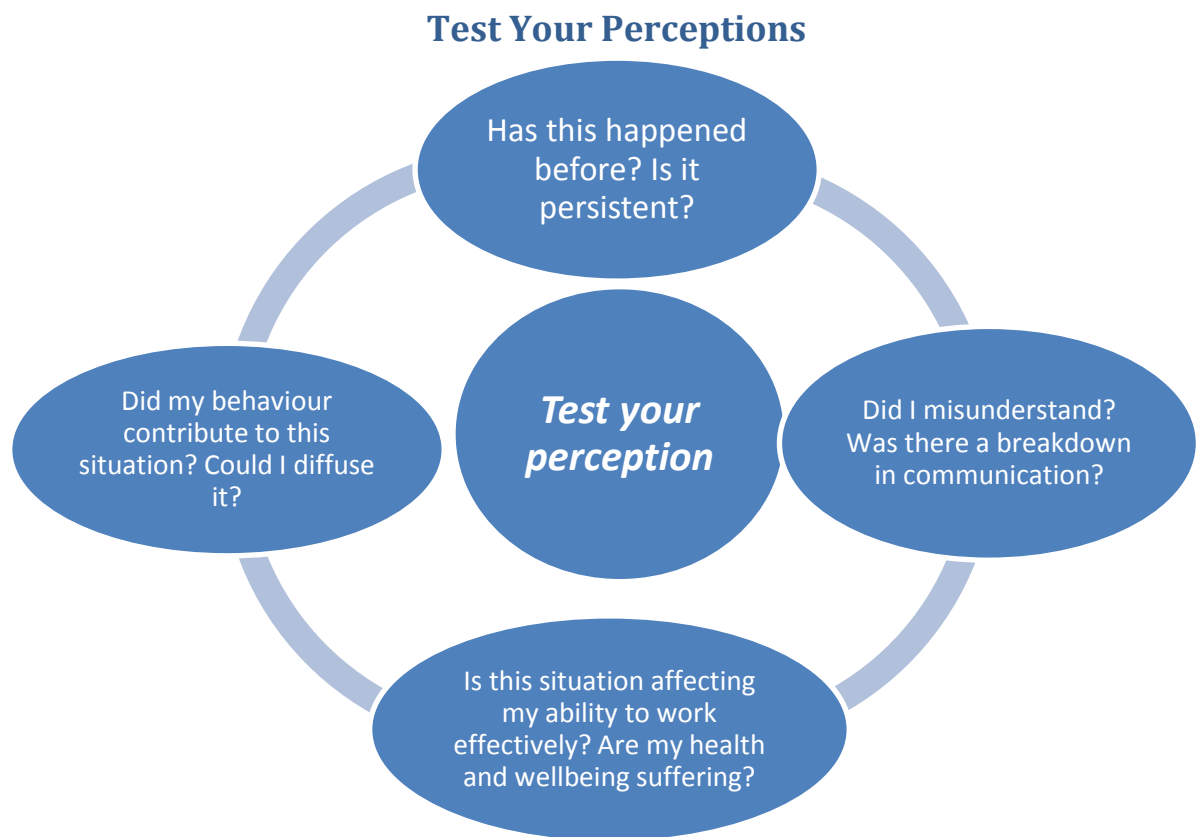 Test Your Perceptions
Has this happened
before? Is it
persistent?
Did my behaviour
contribute to this
situation? Could I diffuse
it?
Test your
perception
Did I misunderstand?
Was there a breakdown
in communication?
Is this situation affecting
my ability to work
effectively? Are my health
and wellbeing suffering?